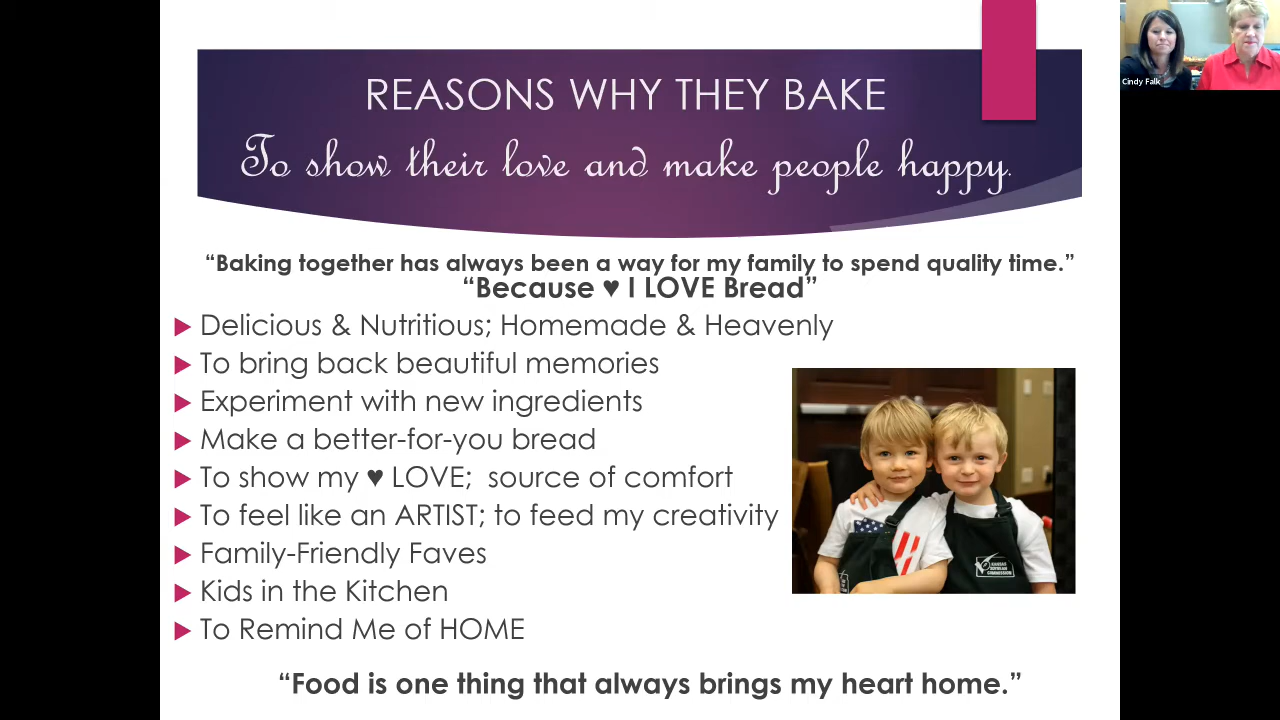 REASONS WHY THEY BAKE
To show their love and make people happy.
Cindy Falk
“Baking together has always been a way for my family to spend quality time.”
“Because ♥ I LOVE Bread”
Delicious & Nutritious; Homemade & Heavenly
To bring back beautiful memories
Experiment with new ingredients
Make a better-for-you bread
To show my ♥ LOVE;  source of comfort
To feel like an ARTIST; to feed my creativity
Family-Friendly Faves
Kids in the Kitchen
To Remind Me of HOME
KANSAS
SOYBEAN
COMMISSION
“Food is one thing that always brings my heart home.”